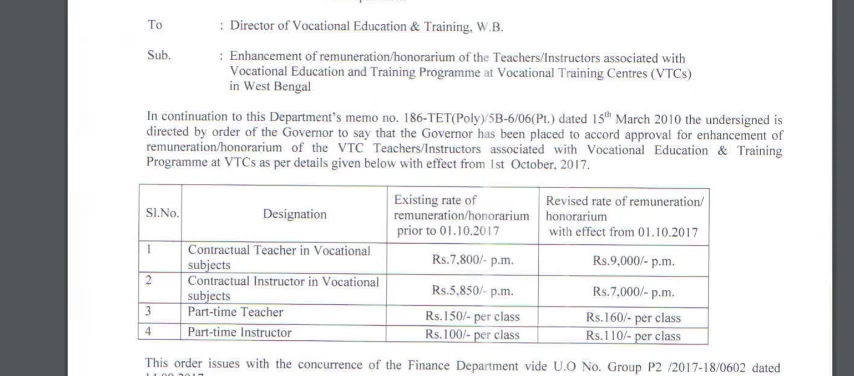 To : Director of Vocational Education & Training, W.B.
Sub. : Enhancement of remuneration/honorarium of the Teachers/Instructors associated with
Vocational Education and Training Programme at Vocational Training Centres (VTCs)
in West Bengal
In continuation to this Department's memo no. 186-TET(Poly)/5B-6/06(Pt.) dated 15th March 2010 the undersigned is
directed by order of the Governor to say that the Governor has been placed to accord approval for enhancement of
remuneration/honorarium of the VTC Teachers/Instructors associated with Vocational Education & Training
Programme at VTCs as per details given below with effect from 1st October, 2017.
Sl.No. Designation Existing rate of remuneration/honorarium prior to 01.10.2017 Revised rate of remuneration/ honorarium with effect from 01.10.2017
1 Contractual Teacher in Vocational subjects Rs.7,800/- p.m. Rs.9,000/- p.m.
2 Contractual Instructor in Vocational subjects Rs.5,850/- p.m. Rs.7,000/- p.m.
3 Part-time Teacher Rs.150/- per class Rs.160/- per class
4 Part-time Instructor Rs.100/- per class Rs.110/- per class
This order issues with the concurrence of the Finance Department vide U.O No. Group P2 /2017-18/0602 dated